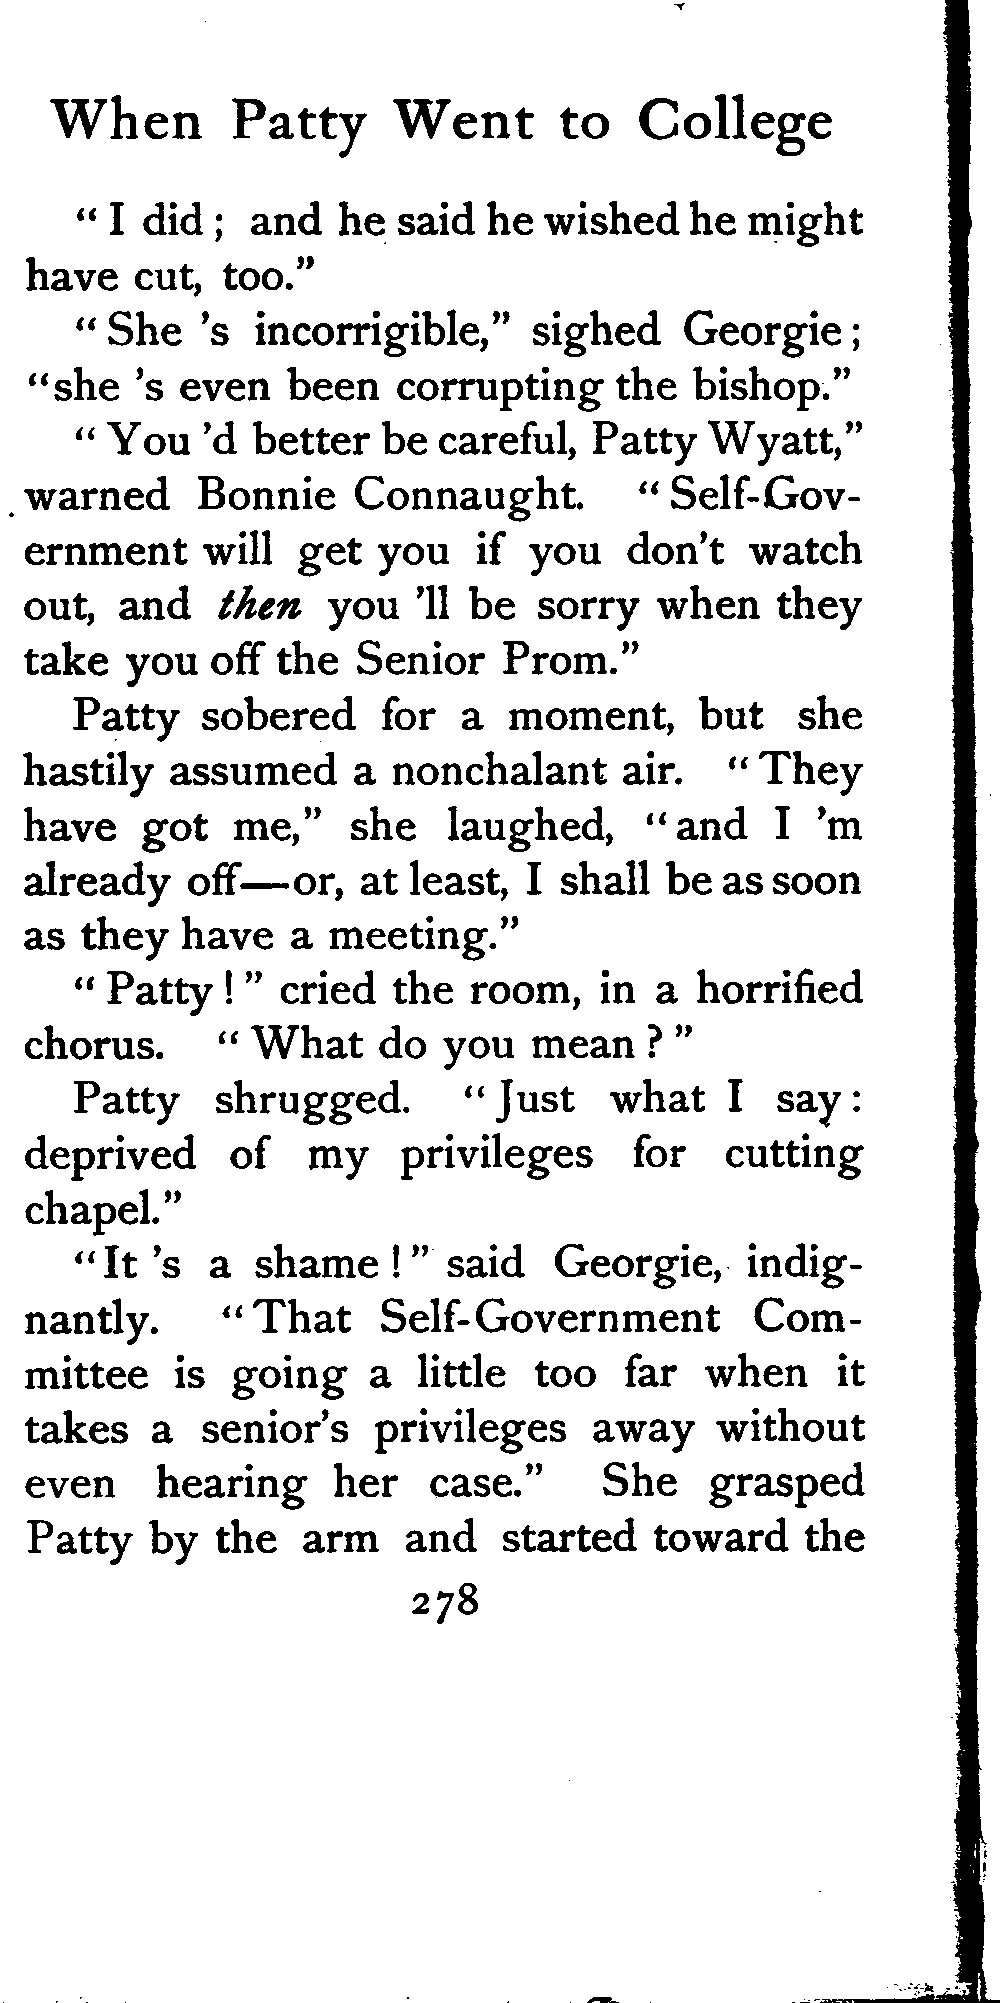 When Patty Went to College
“ I did ; and he said he wished he might
have cut, too.”
“ She ’s incorrigible,” sighed Georgie ;
“she ’s even been corrupting the bishop.”
“ You ’d better be careful, Patty Wyatt,”
warned Bonnie Connaught. “ Self-Gov-
ernment will get you if you don’t watch
out, and then you ’ll be sorry when they
take you off the Senior Prom.”
Patty sobered for a moment, but she
hastily assumed a nonchalant air. “ They
have got me,” she laughed, “ and I ’m
already off—or, at least, I shall be as soon
as they have a meeting.”
“ Patty ! ” cried the room, in a horrified
chorus. “ What do you mean ? ”
Patty shrugged. “ Just what I say :
deprived of my privileges for cutting
chapel.”
“It ’s a shame ! ” said Georgie, indig-
nantly. “ That Self-Government Com-
mittee is going a little too far when it
takes a senior’s privileges away without
even hearing her case.” She grasped
Patty by the arm and started toward the
278